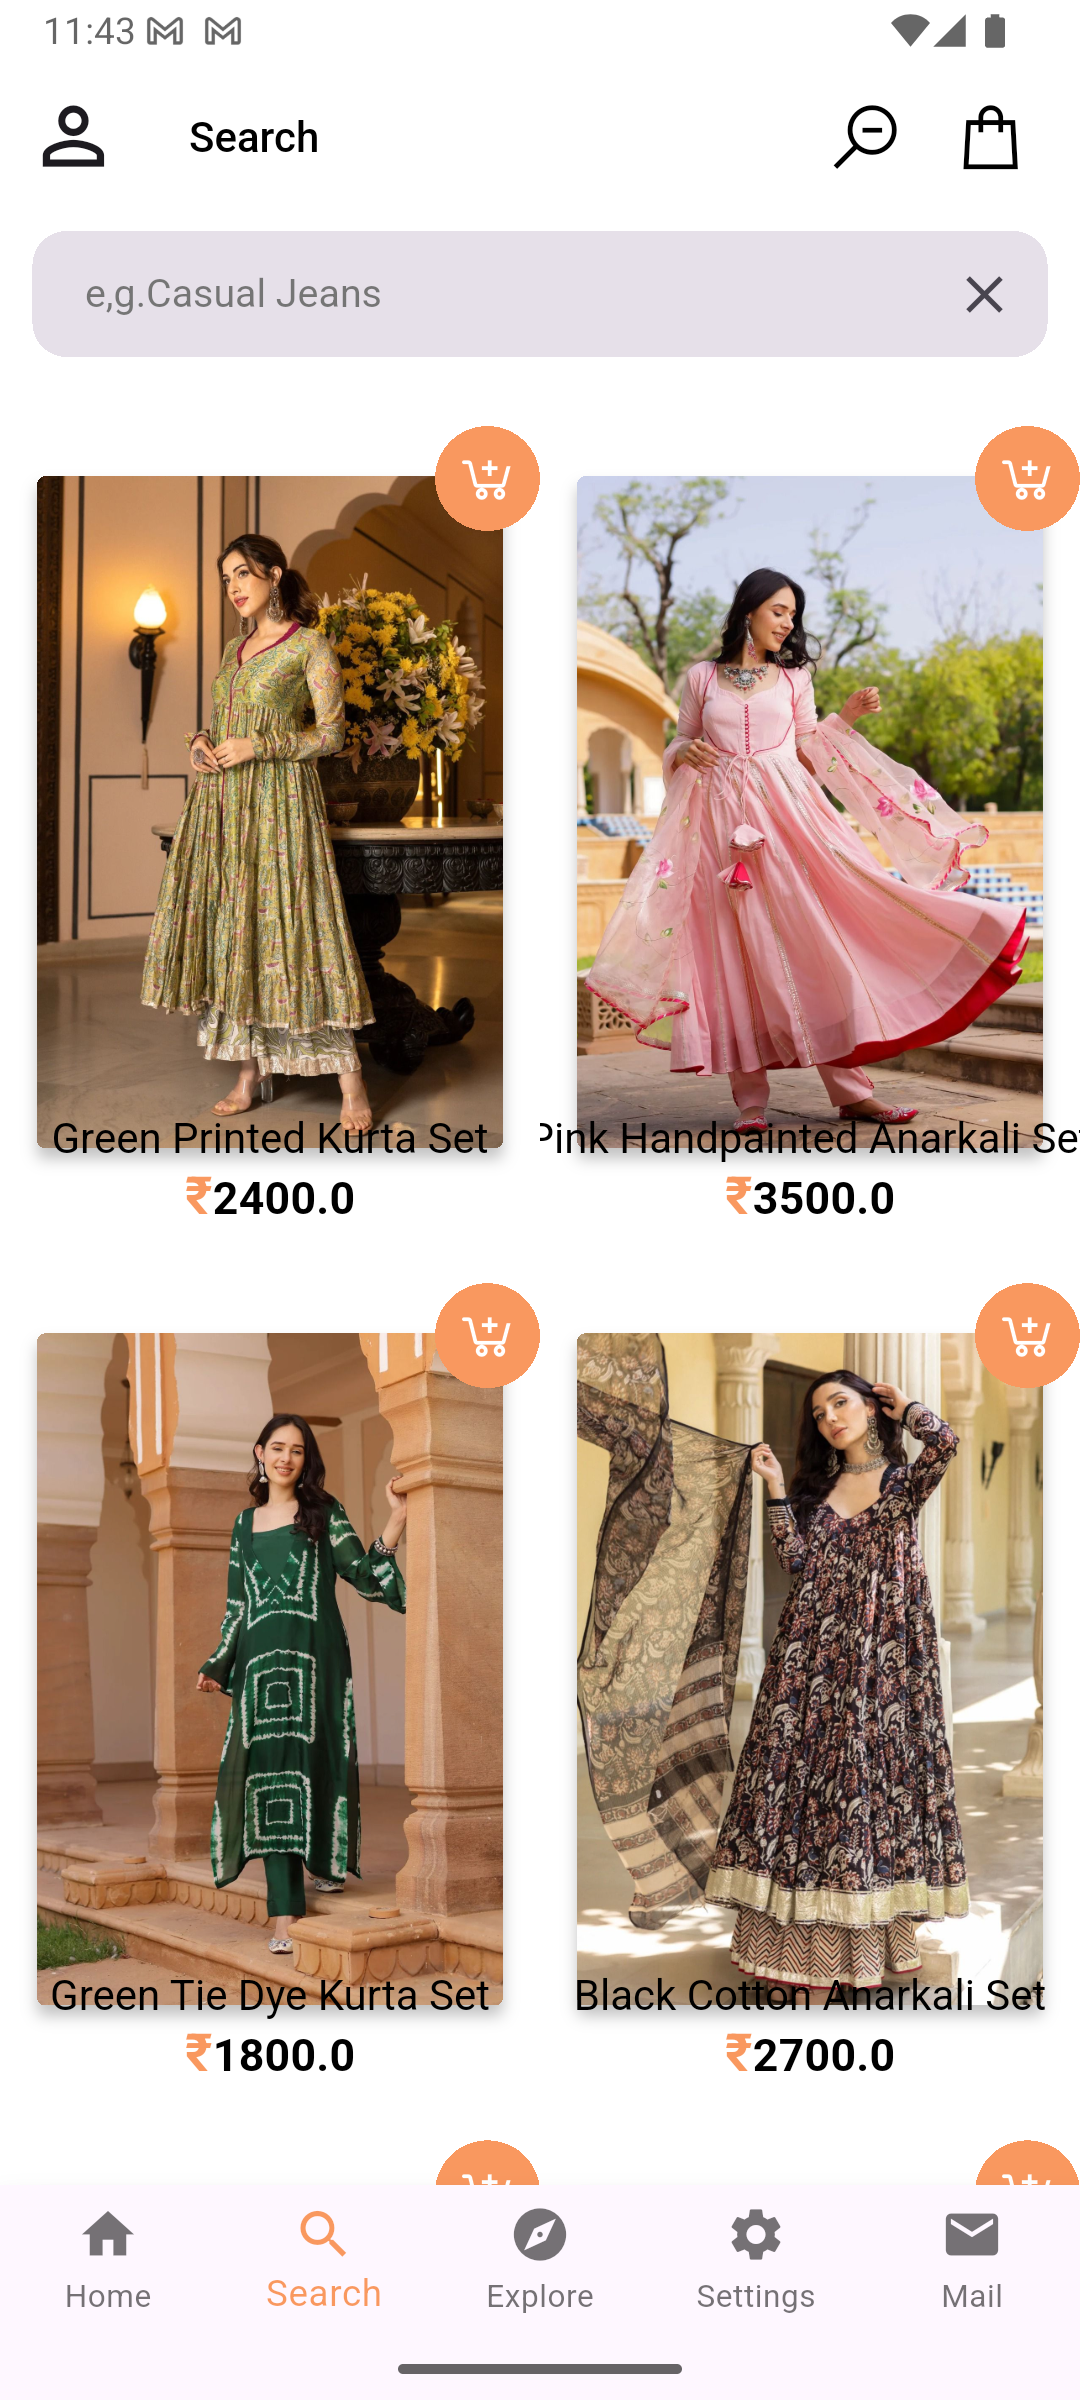 11:43
Search
e,g.Casual Jeans
Green Printed Kurta Set
₹2400.0
Pink Handpainted Anarkali Set
₹3500.0
Green Tie Dye Kurta Set
₹1800.0
Black Cotton Anarkali Set
₹2700.0
Home
Search
Explore
Settings
Mail